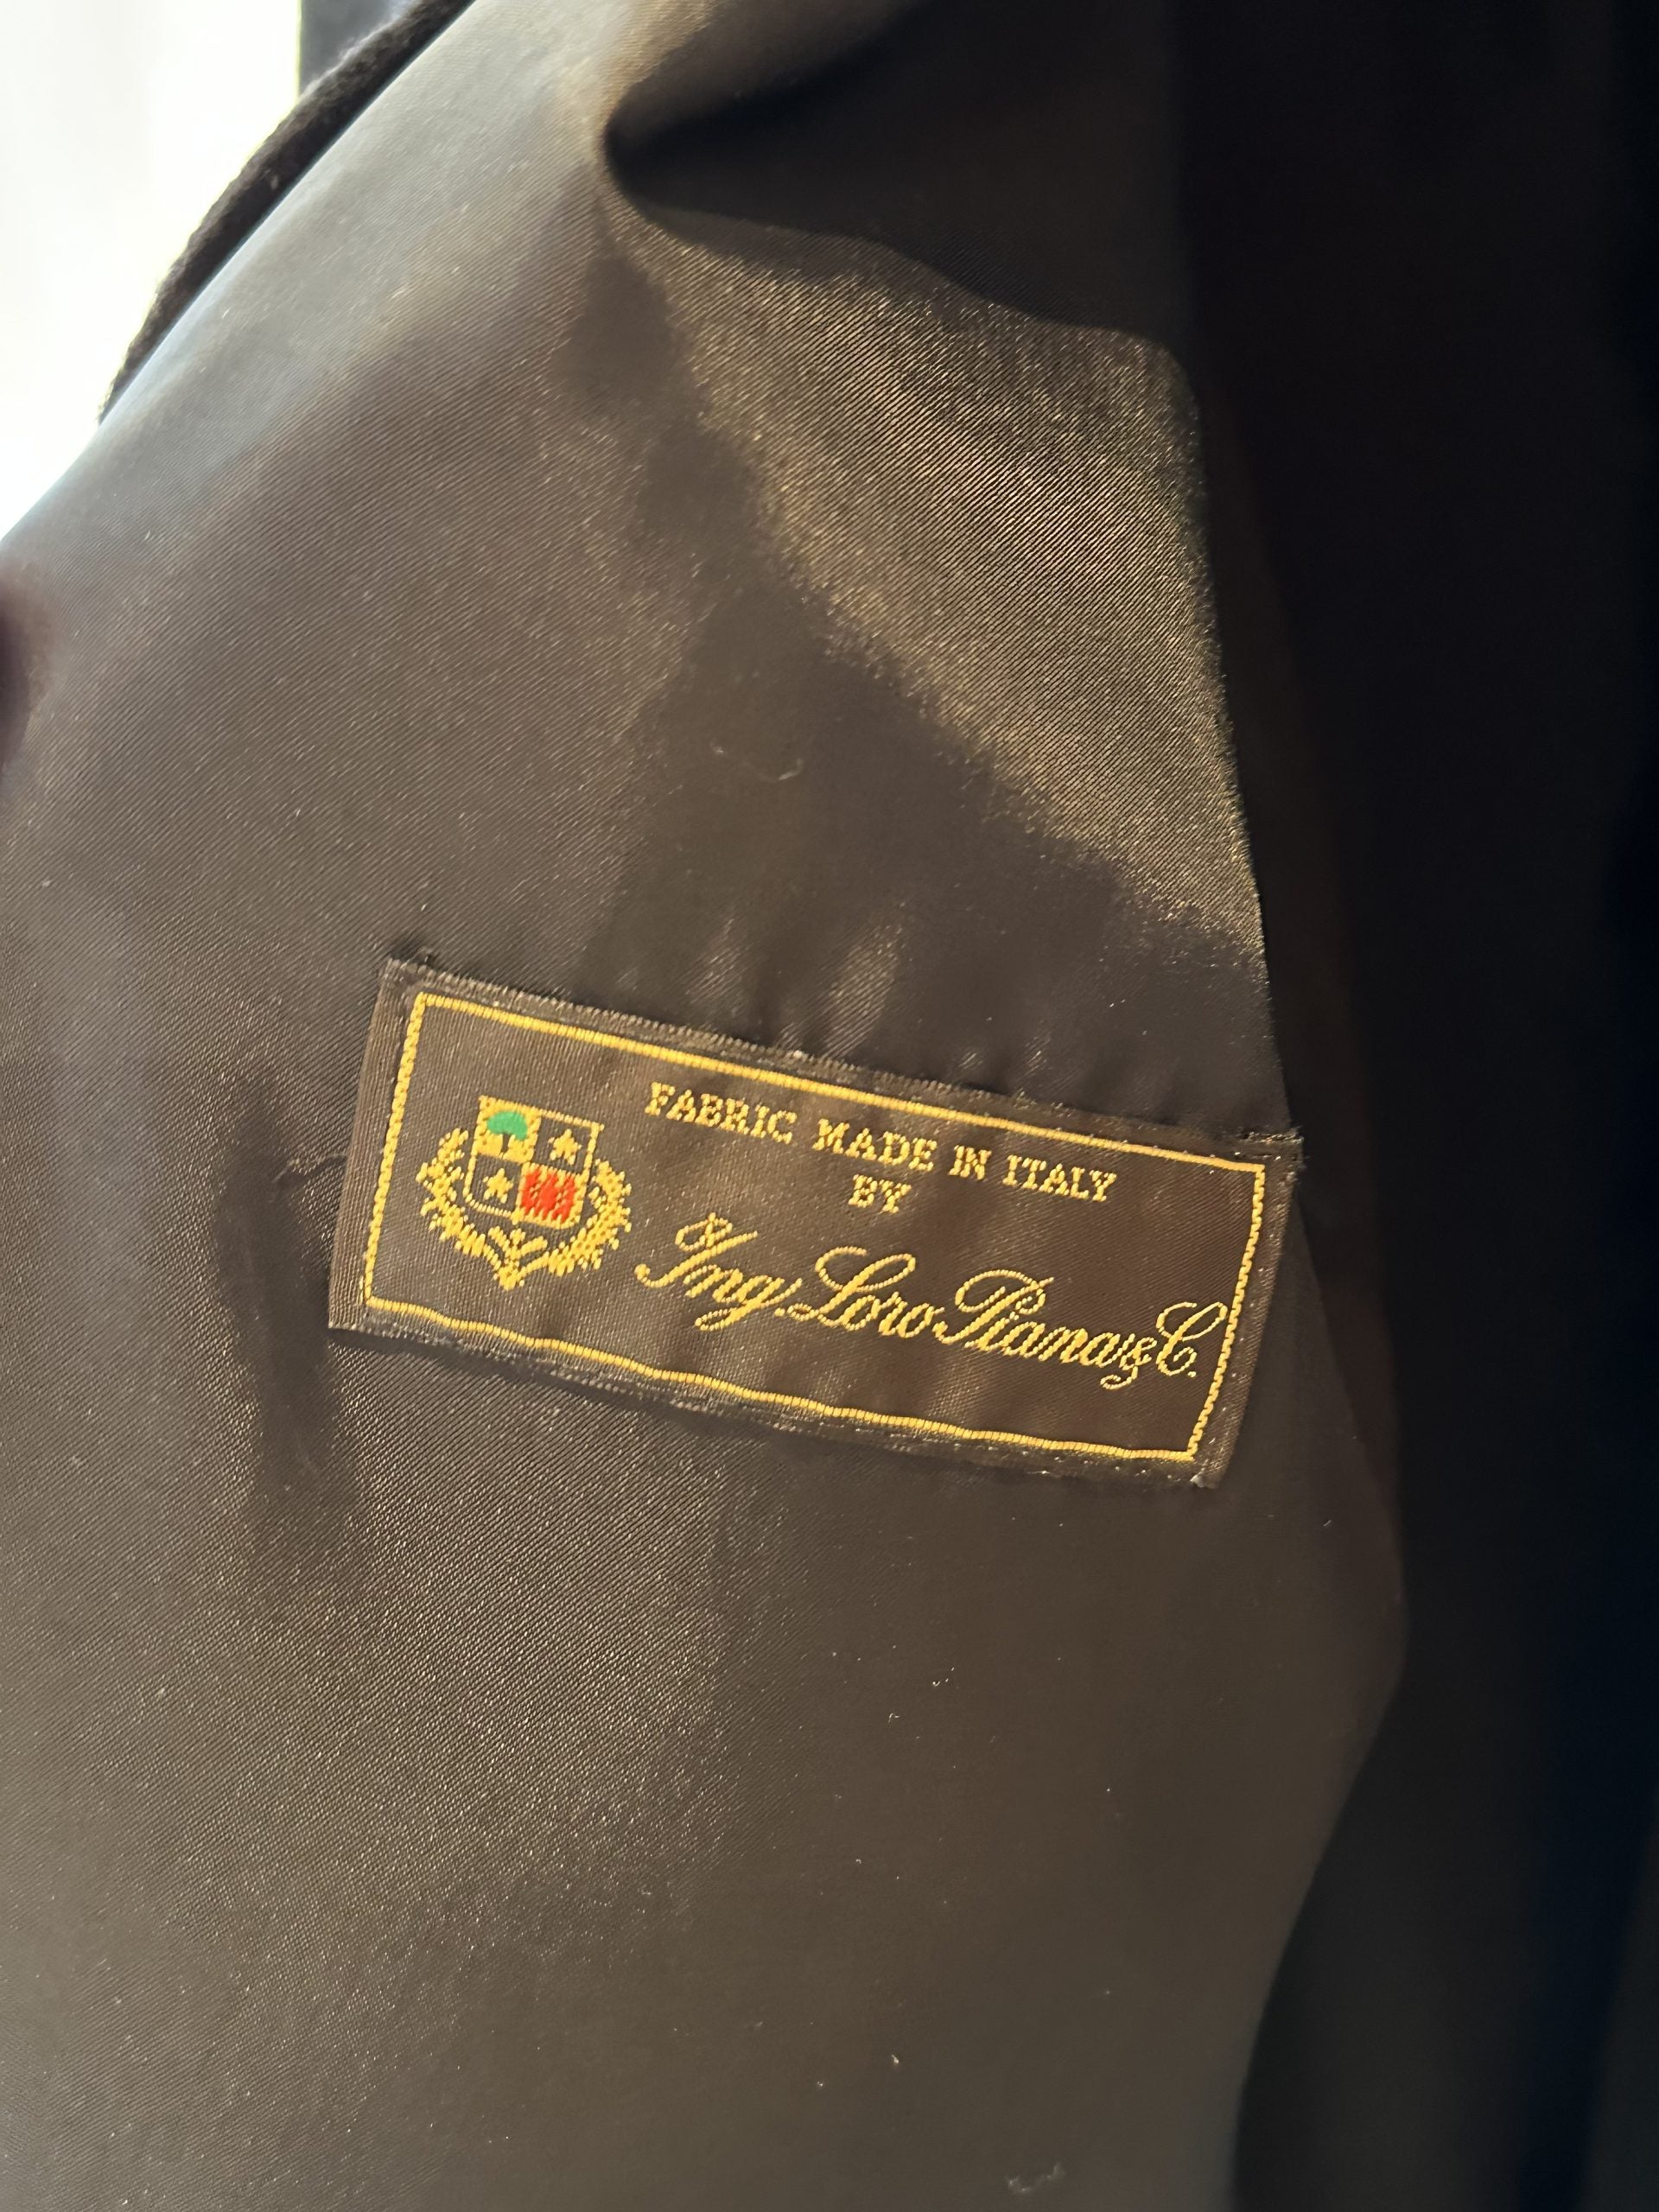 FABRIC MADE IN ITALY
BY
Ing. Loro Piana & C.